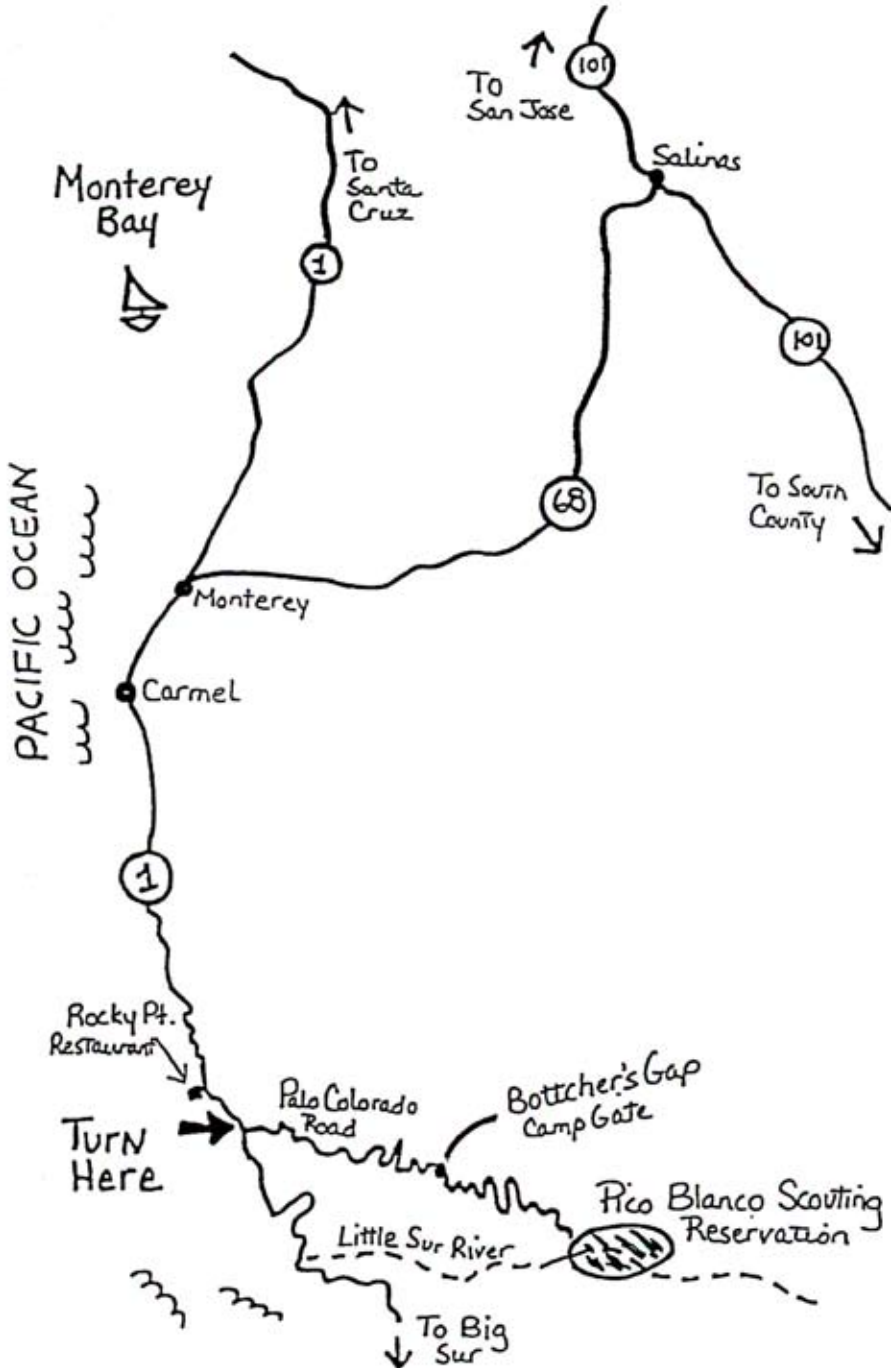 101
To
San Jose
Salinas
To
Santa
Cruz
Monterey
Bay
1
101
68
To South
County
PACIFIC OCEAN
Monterey
Carmel
1
Rocky Pt.
Restaurant
Palo Colorado
Road
Bottcher's Gap
Camp Gate
Turn
Here
Pico Blanco Scouting
Reservation
Little Sur River
To Big
Sur